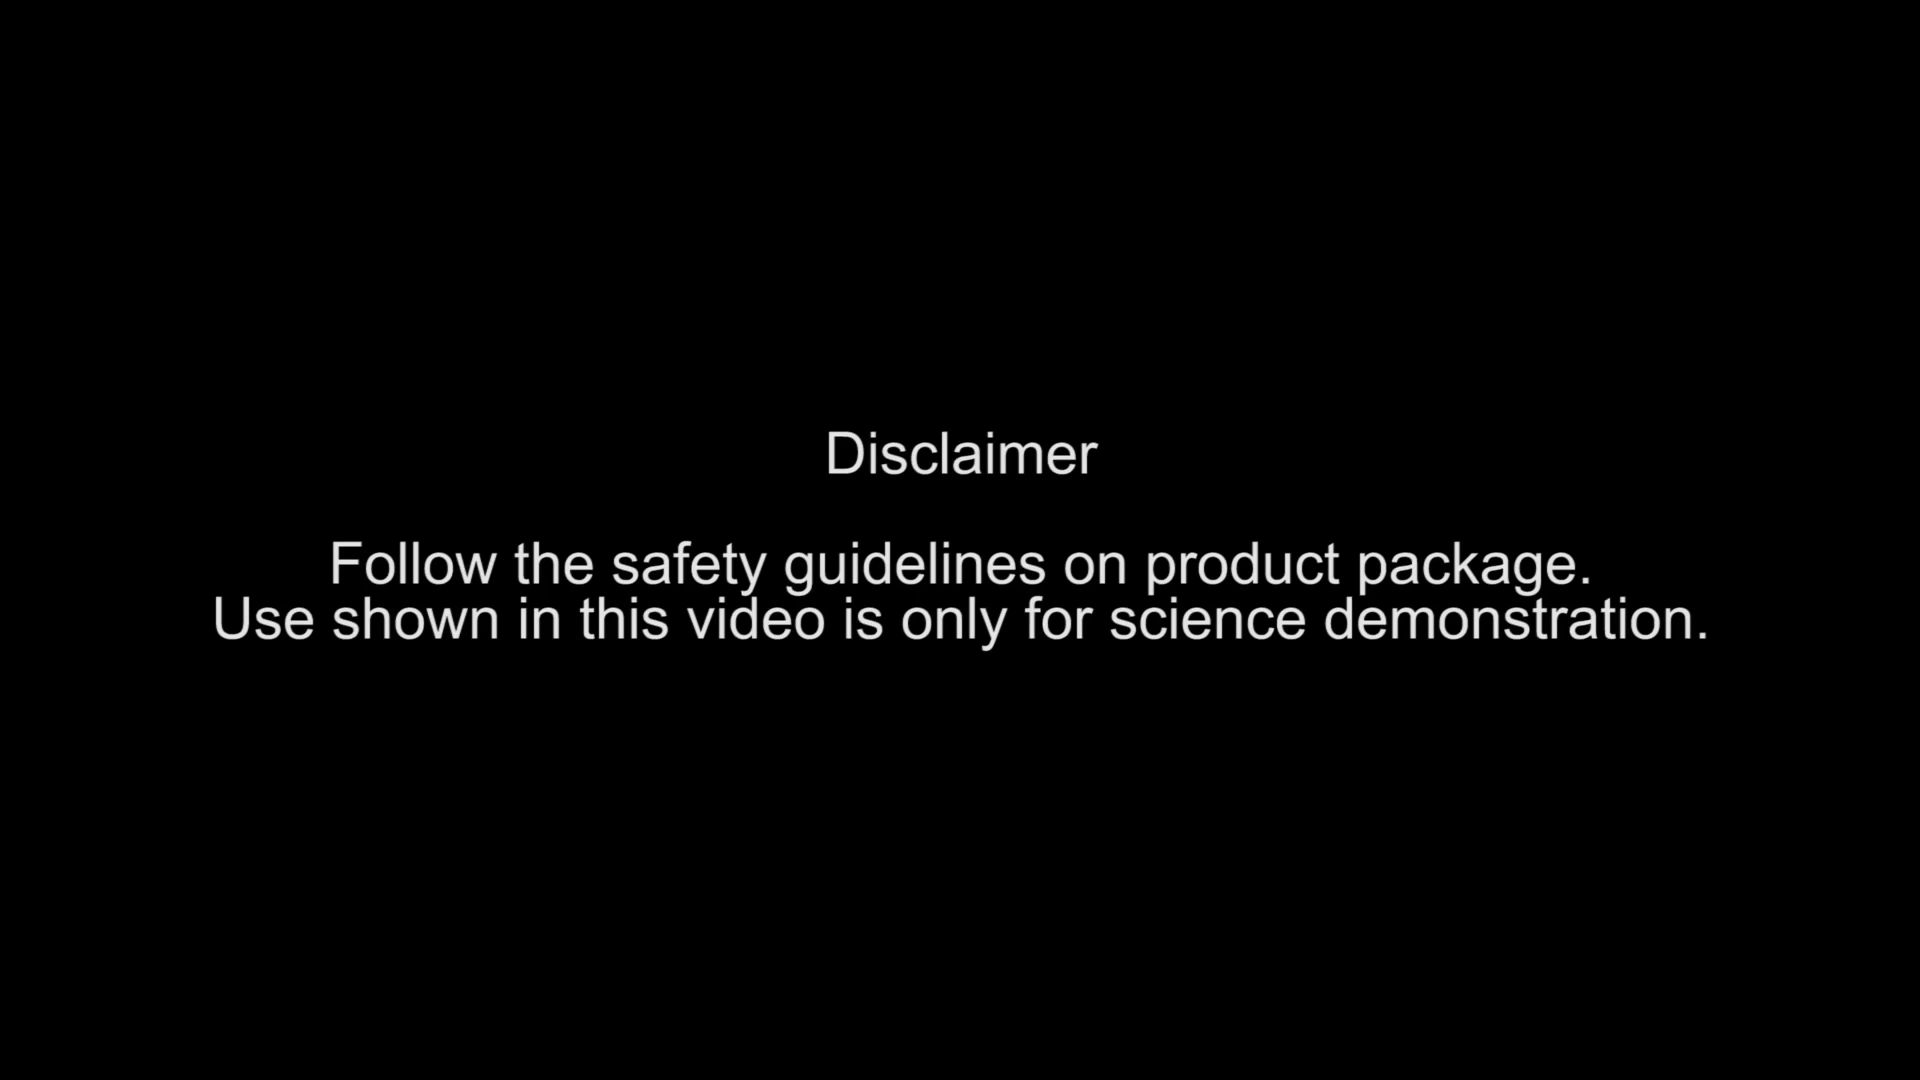 Disclaimer
Follow the safety guidelines on product package.
Use shown in this video is only for science demonstration.